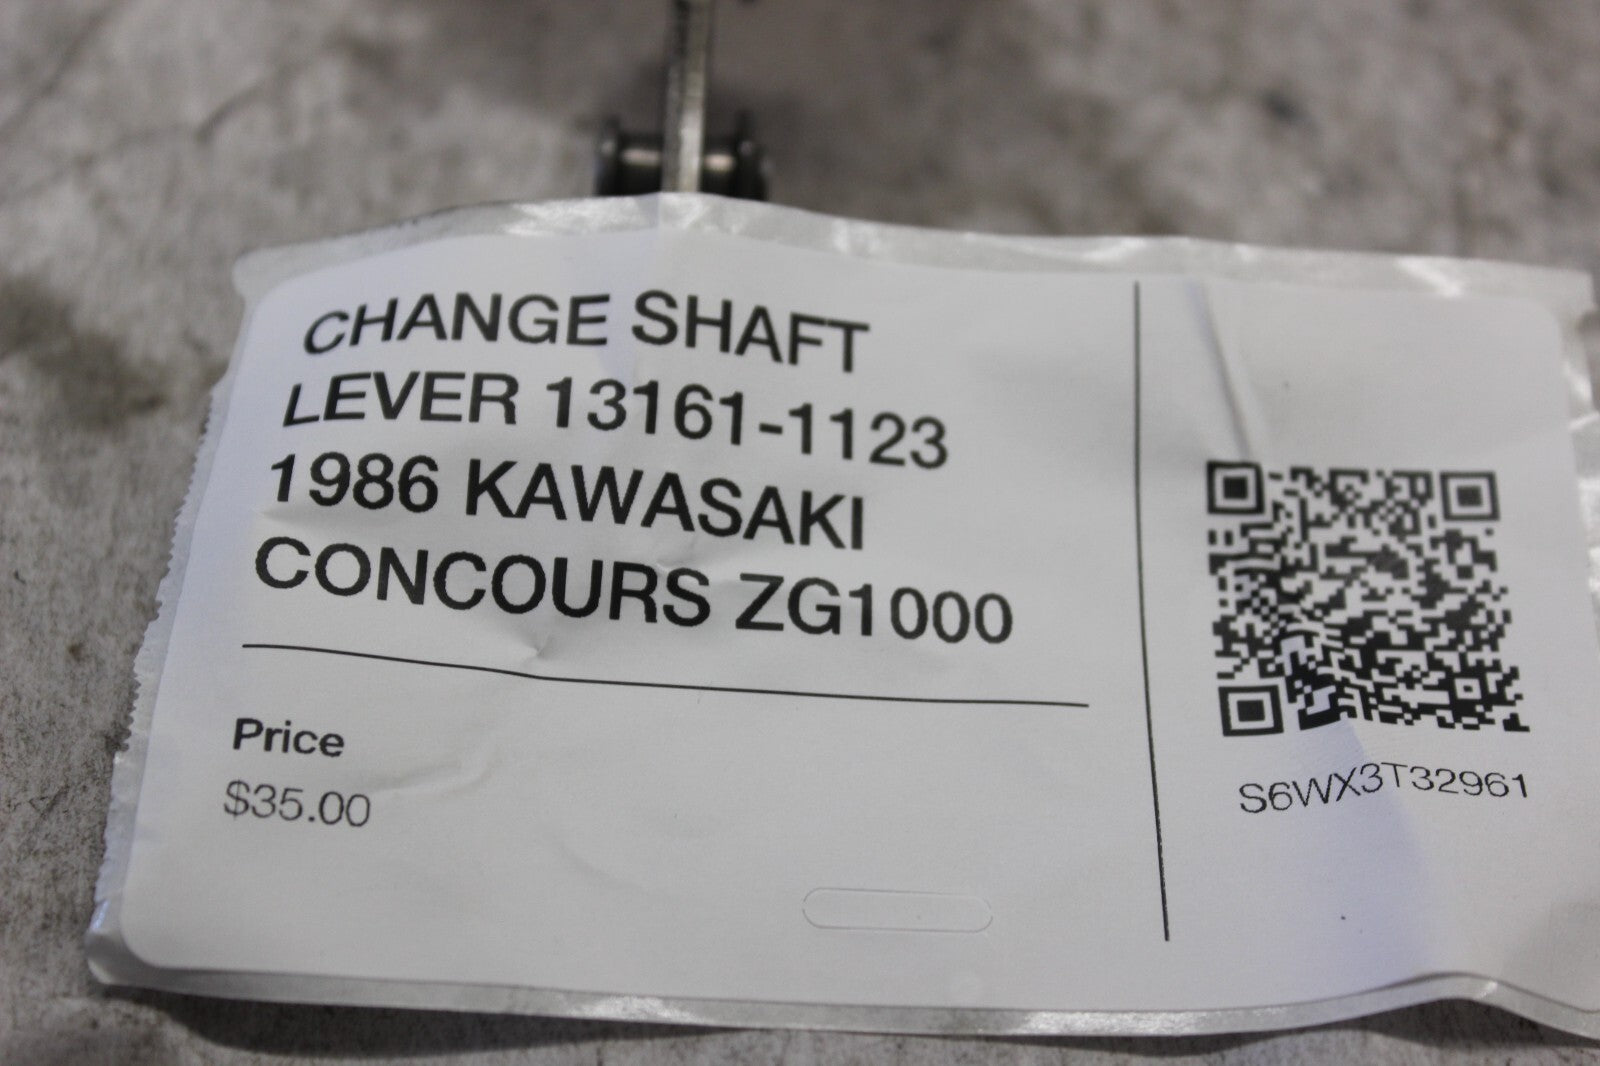 CHANGE SHAFT
LEVER 13161-1123
1986 KAWASAKI
CONCOURS ZG1000
Price
$35.00
S6WX3T32961